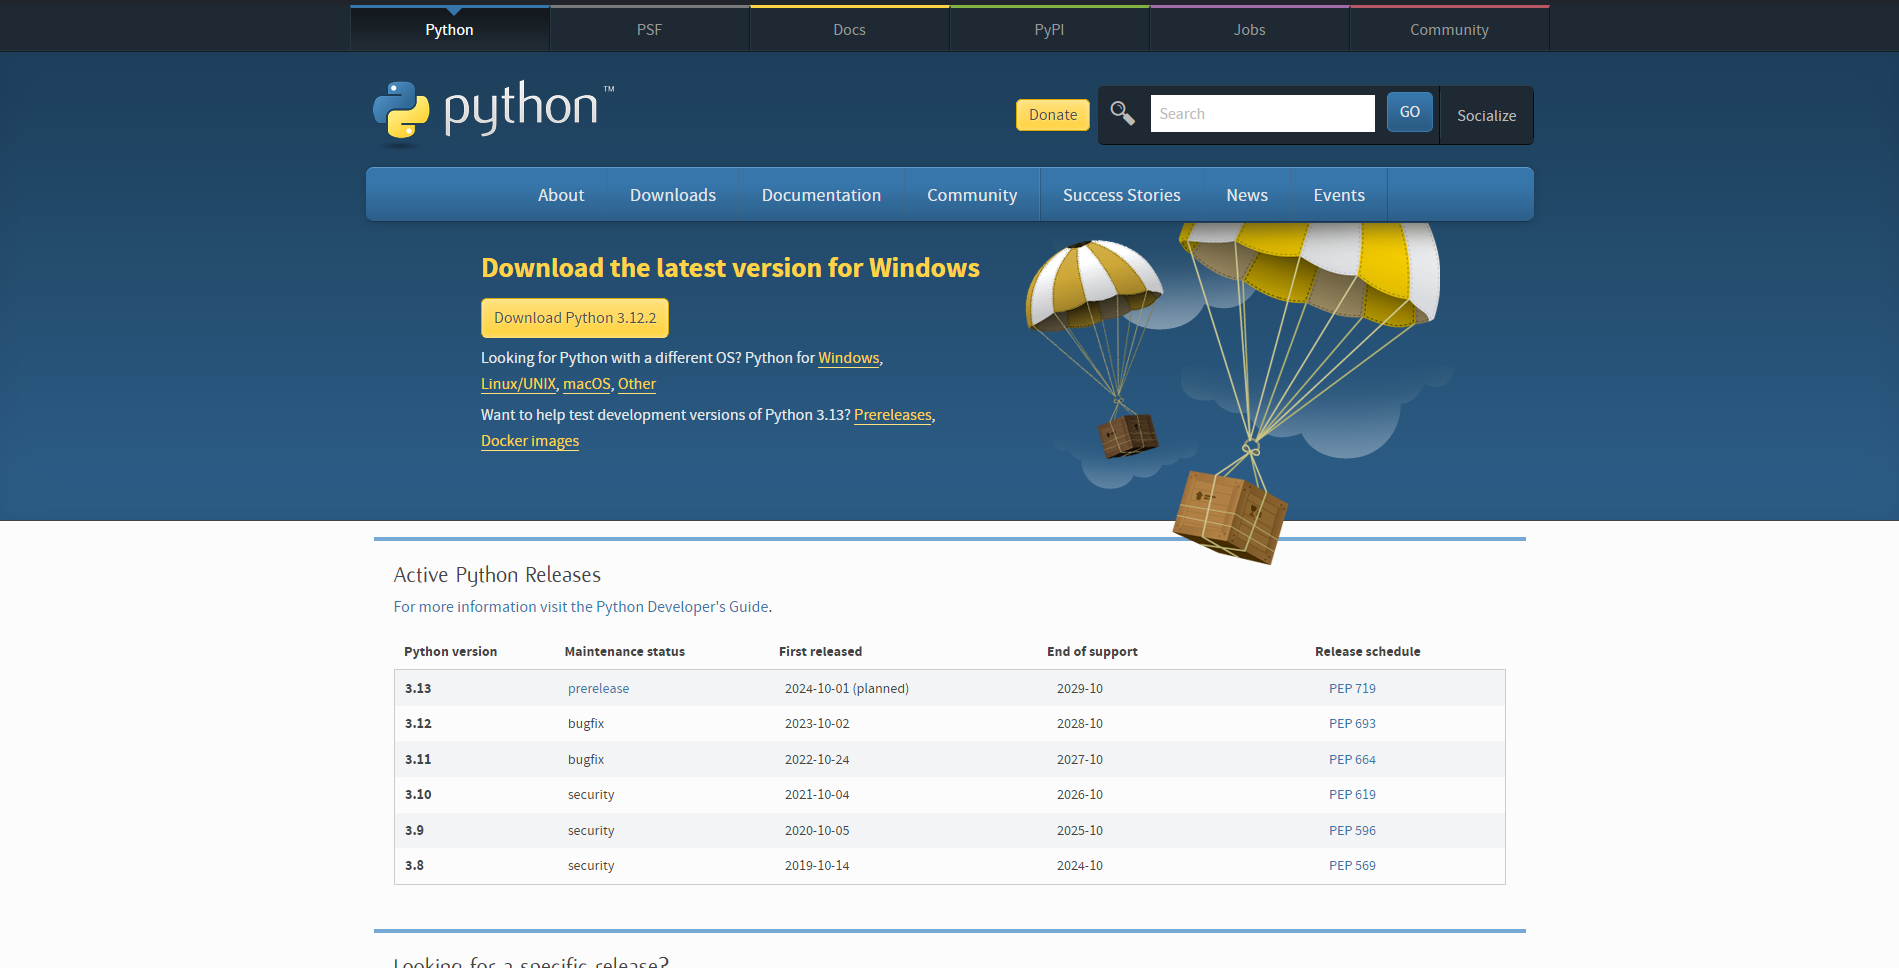 Python
PSF
Docs
PyPI
Jobs
Community
python™
Donate
Search
GO
Socialize
About
Downloads
Documentation
Community
Success Stories
News
Events
Download the latest version for Windows
Download Python 3.12.2
Looking for Python with a different OS? Python for Windows,
Linux/UNIX, macOS, Other
Want to help test development versions of Python 3.13? Prereleases,
Docker images
Active Python Releases
For more information visit the Python Developer's Guide.
Python version Maintenance status First released End of support Release schedule
3.13 prerelease 2024-10-01 (planned) 2029-10 PEP 719
3.12 bugfix 2023-10-02 2028-10 PEP 693
3.11 bugfix 2022-10-24 2027-10 PEP 664
3.10 security 2021-10-04 2026-10 PEP 619
3.9 security 2020-10-05 2025-10 PEP 596
3.8 security 2019-10-14 2024-10 PEP 569
Looking for a specific release?